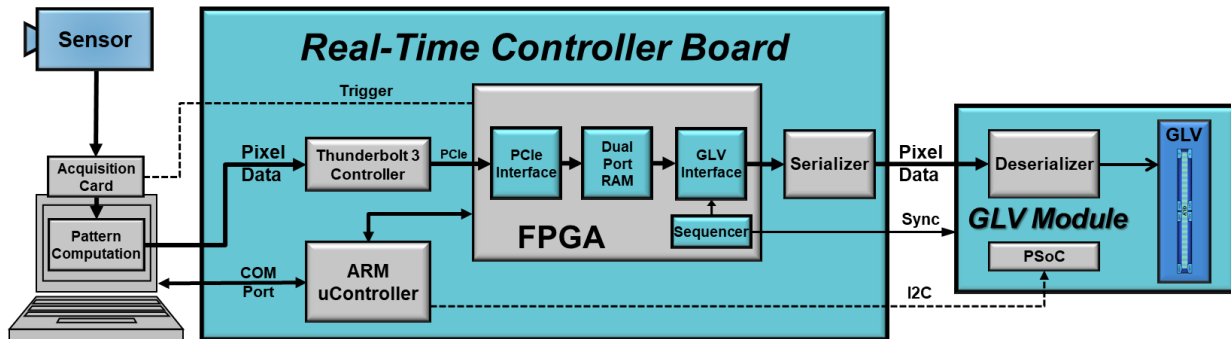 Sensor
Real-Time Controller Board
Trigger
Acquisition
Card
Pattern
Computation
Pixel
Data
Thunderbolt 3
Controller
PCIe
PCIe
Interface
Dual
Port
RAM
GLV
Interface
Sequencer
FPGA
Serializer
Pixel
Data
Sync
COM
Port
ARM
uController
I2C
Deserializer
GLV
GLV Module
PSoC